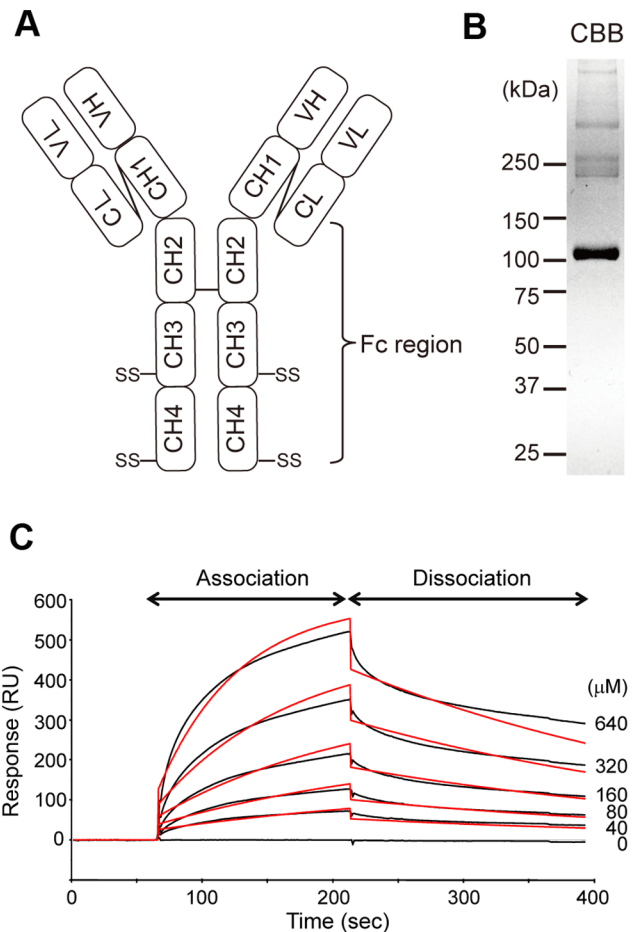 A
VH
VL
CH1
CL
VH
VL
CH1
CL
CH2
CH2
CH3
CH3
SS
SS
CH4
CH4
SS
SS
Fc region
B
CBB
(kDa)
250
150
100
75
50
37
25
C
Association
Dissociation
Response (RU)
600
500
400
300
200
100
0
(μM)
640
320
160
80
40
0
0
100
200
300
400
Time (sec)